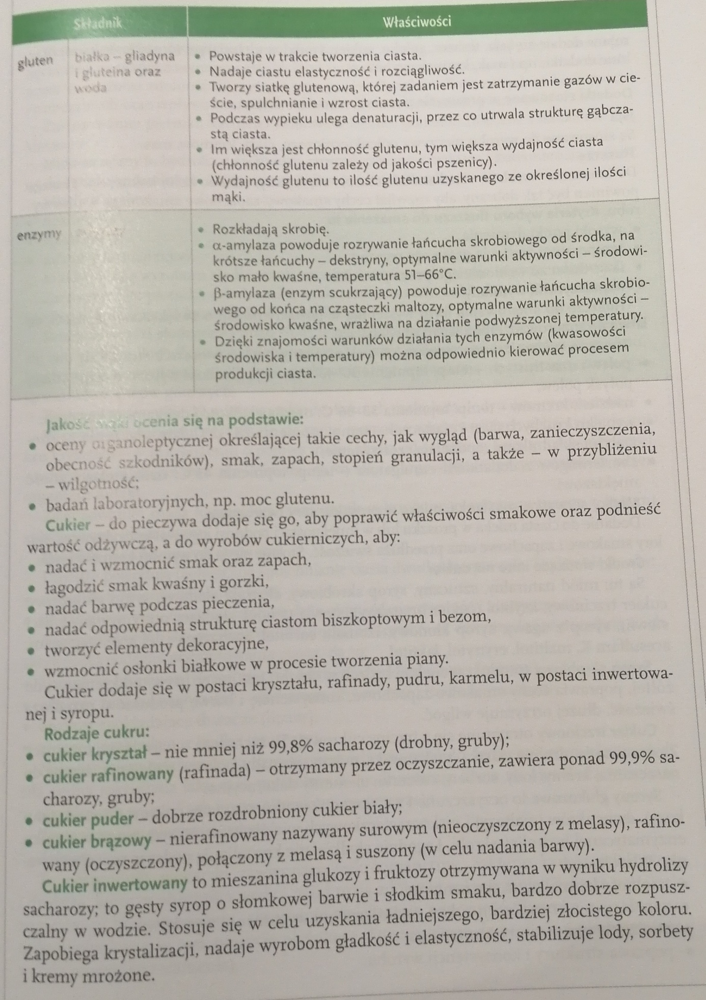 Składnik Właściwości
gluten białka – gliadyna i gluteina oraz woda
• Powstaje w trakcie tworzenia ciasta.
• Nadaje ciastu elastyczność i rozciągliwość.
• Tworzy siatkę glutenową, której zadaniem jest zatrzymanie gazów w cie-
ście, spulchnianie i wzrost ciasta.
• Podczas wypieku ulega denaturacji, przez co utrwala strukturę gąbcza-
stą ciasta.
• Im większa jest chłonność glutenu, tym większa wydajność ciasta
(chłonność glutenu zależy od jakości pszenicy).
• Wydajność glutenu to ilość glutenu uzyskanego ze określonej ilości
mąki.
enzymy
• Rozkładają skrobię.
• α-amylaza powoduje rozrywanie łańcucha skrobiowego od środka, na
krótsze łańcuchy – dekstryny, optymalne warunki aktywności – środowi-
sko mało kwaśne, temperatura 51–66°C.
• β-amylaza (enzym scukrzający) powoduje rozrywanie łańcucha skrobio-
wego od końca na cząsteczki maltozy, optymalne warunki aktywności –
środowisko kwaśne, wrażliwa na działanie podwyższonej temperatury.
• Dzięki znajomości warunków działania tych enzymów (kwasowości
środowiska i temperatury) można odpowiednio kierować procesem
produkcji ciasta.
Jakość mąki ocenia się na podstawie:
• oceny organoleptycznej określającej takie cechy, jak wygląd (barwa, zanieczyszczenia,
obecność szkodników), smak, zapach, stopień granulacji, a także – w przybliżeniu
– wilgotność;
• badań laboratoryjnych, np. moc glutenu.
Cukier – do pieczywa dodaje się go, aby poprawić właściwości smakowe oraz podnieść
wartość odżywczą, a do wyrobów cukierniczych, aby:
• nadać i wzmocnić smak oraz zapach,
• łagodzić smak kwaśny i gorzki,
• nadać barwę podczas pieczenia,
• nadać odpowiednią strukturę ciastom biszkoptowym i bezom,
• tworzyć elementy dekoracyjne,
• wzmocnić osłonki białkowe w procesie tworzenia piany.
Cukier dodaje się w postaci kryształu, rafinady, pudru, karmelu, w postaci inwertowa-
nej i syropu.
Rodzaje cukru:
• cukier kryształ – nie mniej niż 99,8% sacharozy (drobny, gruby);
• cukier rafinowany (rafinada) – otrzymany przez oczyszczanie, zawiera ponad 99,9% sa-
charozy, gruby;
• cukier puder – dobrze rozdrobniony cukier biały;
• cukier brązowy – nierafinowany nazywany surowym (nieoczyszczony z melasy), rafino-
wany (oczyszczony), połączony z melasą i suszony (w celu nadania barwy).
Cukier inwertowany to mieszanina glukozy i fruktozy otrzymywana w wyniku hydrolizy
sacharozy; to gęsty syrop o słomkowej barwie i słodkim smaku, bardzo dobrze rozpusz-
czalny w wodzie. Stosuje się w celu uzyskania ładniejszego, bardziej złocistego koloru.
Zapobiega krystalizacji, nadaje wyrobom gładkość i elastyczność, stabilizuje lody, sorbety
i kremy mrożone.